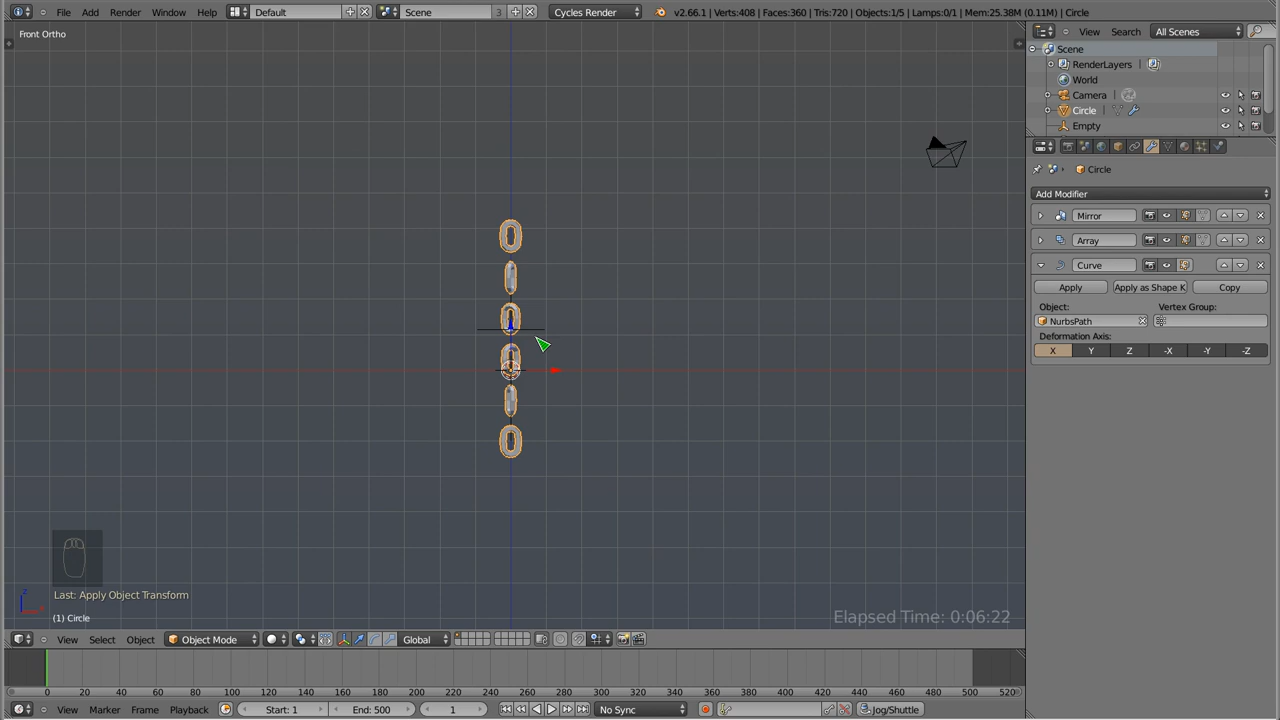 File Add Render Window Help Default Scene 3 Cycles Render v2.66.1 | Verts:408 | Faces:360 | Tris:720 | Objects:1/5 | Lamps:0/1 | Mem:25.38M (0.11M) | Circle
Front Ortho
View Search All Scenes
Scene
RenderLayers
World
Camera
Circle
Empty
Circle
Add Modifier
Mirror
Array
Curve
Apply Apply as Shape K Copy
Object: Vertex Group:
NurbsPath
Deformation Axis:
X Y Z -X -Y -Z
Last: Apply Object Transform
(1) Circle
Elapsed Time: 0:06:22
View Select Object Object Mode Global
0 20 40 60 80 100 120 140 160 180 200 220 240 260 280 300 320 340 360 380 400 420 440 460 480 500 520
View Marker Frame Playback Start: 1 End: 500 1 No Sync Jog/Shuttle